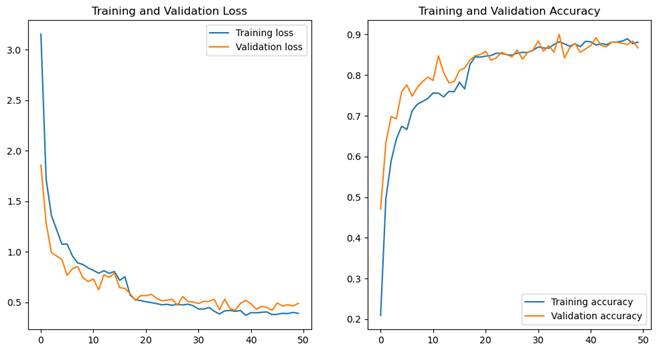 Training and Validation Loss
Training loss
Validation loss
3.0
2.5
2.0
1.5
1.0
0.5
0 10 20 30 40 50
Training and Validation Accuracy
0.9
0.8
0.7
0.6
0.5
0.4
0.3
0.2
Training accuracy
Validation accuracy
0 10 20 30 40 50